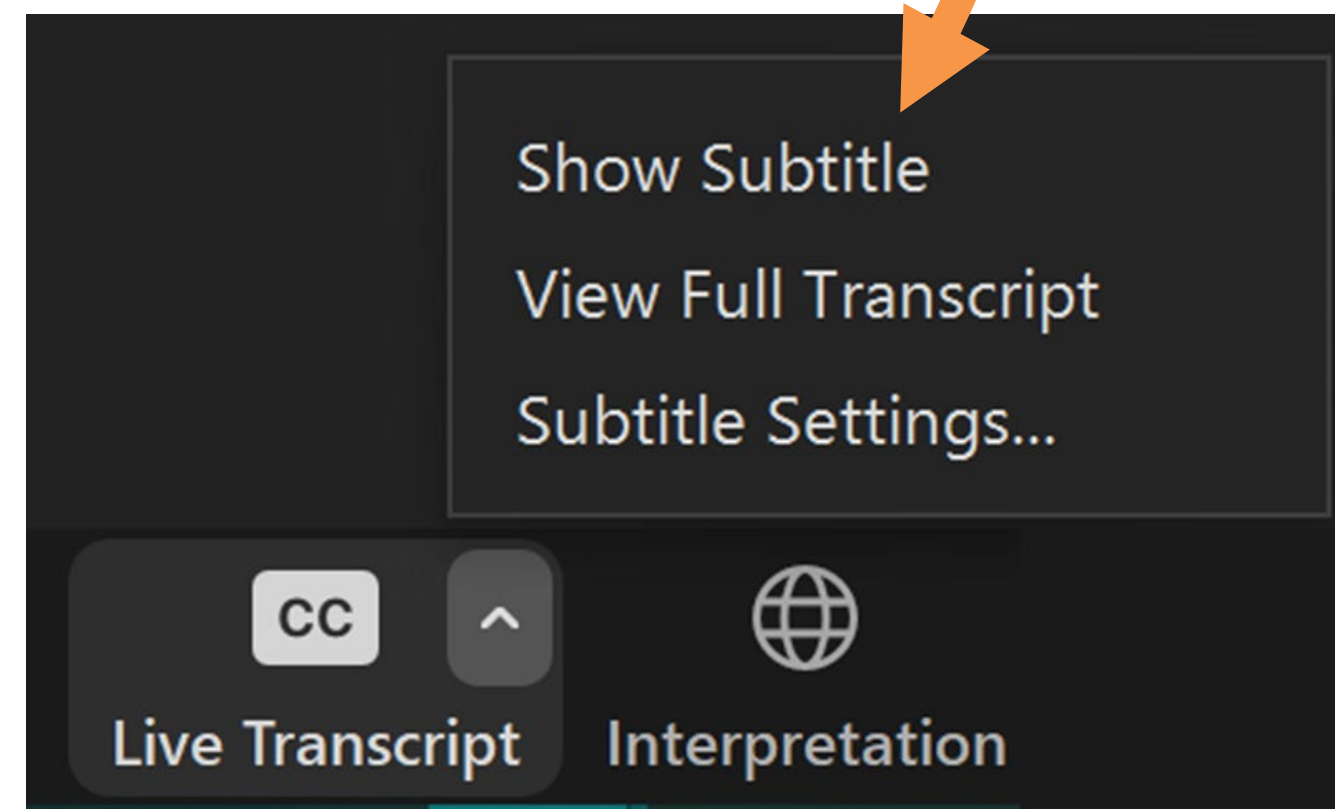 Show Subtitle
View Full Transcript
Subtitle Settings...
CC
Live Transcript
Interpretation